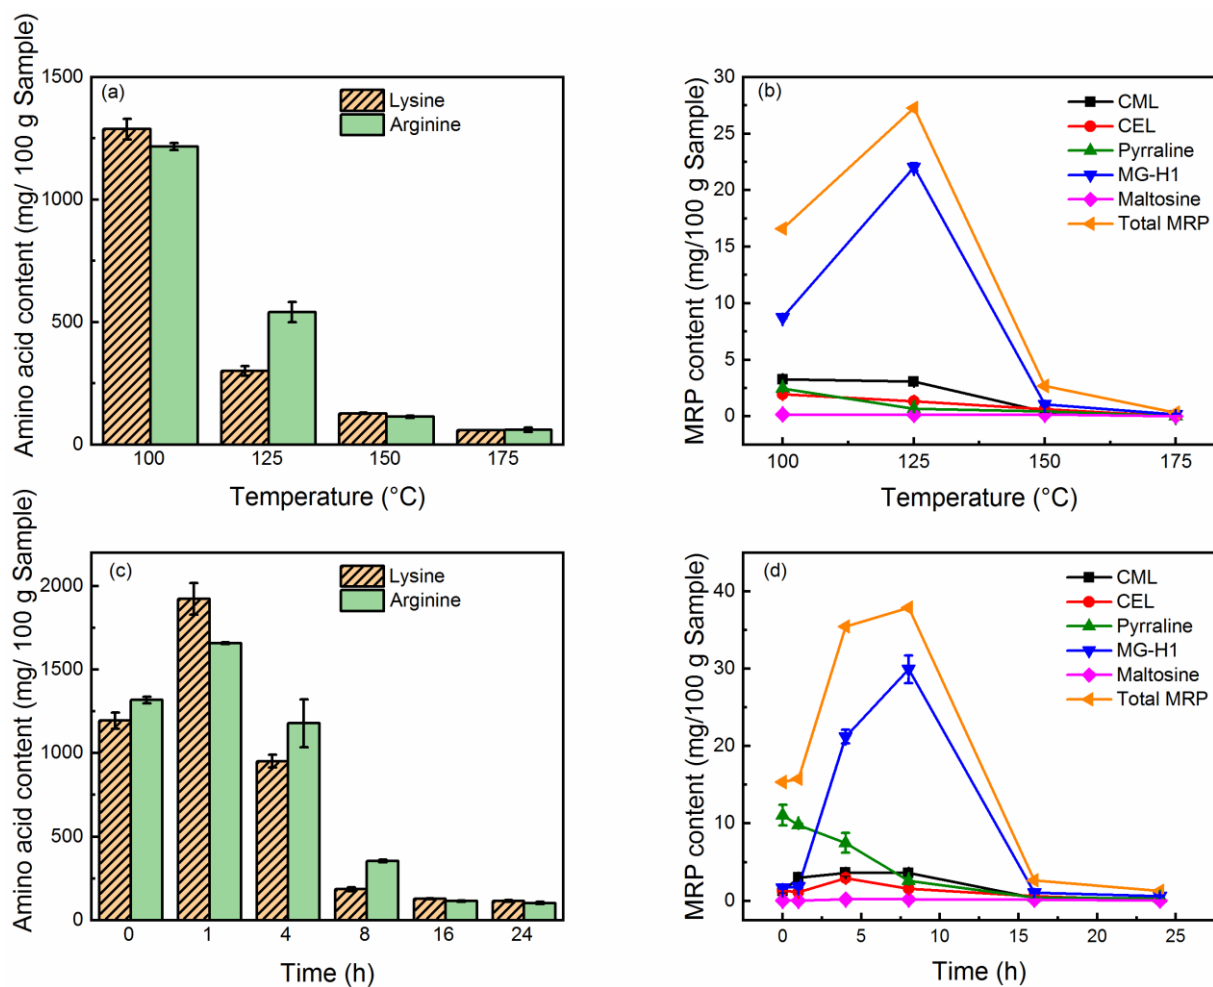 Amino acid content (mg/ 100 g Sample)
(a)
Lysine
Arginine
1500
1000
500
0
100 125 150 175
Temperature (°C)
MRP content (mg/100 g Sample)
(b)
CML
CEL
Pyrraline
MG-H1
Maltosine
Total MRP
30
25
20
15
10
5
0
100 125 150 175
Temperature (°C)
Amino acid content (mg/ 100 g Sample)
(c)
Lysine
Arginine
2000
1500
1000
500
0
0 1 4 8 16 24
Time (h)
MRP content (mg/100 g Sample)
(d)
CML
CEL
Pyrraline
MG-H1
Maltosine
Total MRP
40
30
20
10
0
0 5 10 15 20 25
Time (h)